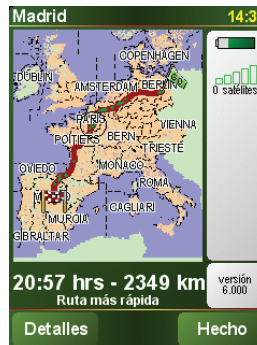 Madrid 14:3
COPENHAGEN
DUBLIN
AMSTERDAM BERLIN
0 satélites
PARIS
VIENNA
POITIERS BERN
TRIESTE
OVIEDO MONACO
ROMA
MURCIA CAGLIARI
GIBRALTAR
20:57 hrs - 2349 km
Ruta más rápida
versión
6.000
Detalles Hecho